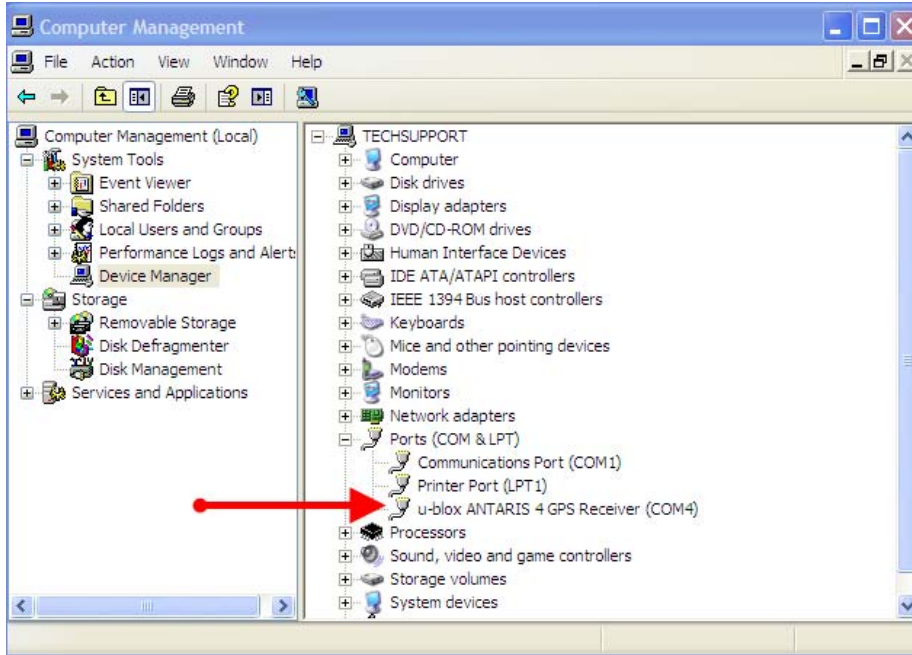 Computer Management
File Action View Window Help
Computer Management (Local)
System Tools
Event Viewer
Shared Folders
Local Users and Groups
Performance Logs and Alert
Device Manager
Storage
Removable Storage
Disk Defragmenter
Disk Management
Services and Applications
TECHSUPPORT
Computer
Disk drives
Display adapters
DVD/CD-ROM drives
Human Interface Devices
IDE ATA/ATAPI controllers
IEEE 1394 Bus host controllers
Keyboards
Mice and other pointing devices
Modems
Monitors
Network adapters
Ports (COM & LPT)
Communications Port (COM1)
Printer Port (LPT1)
u-blox ANTARIS 4 GPS Receiver (COM4)
Processors
Sound, video and game controllers
Storage volumes
System devices